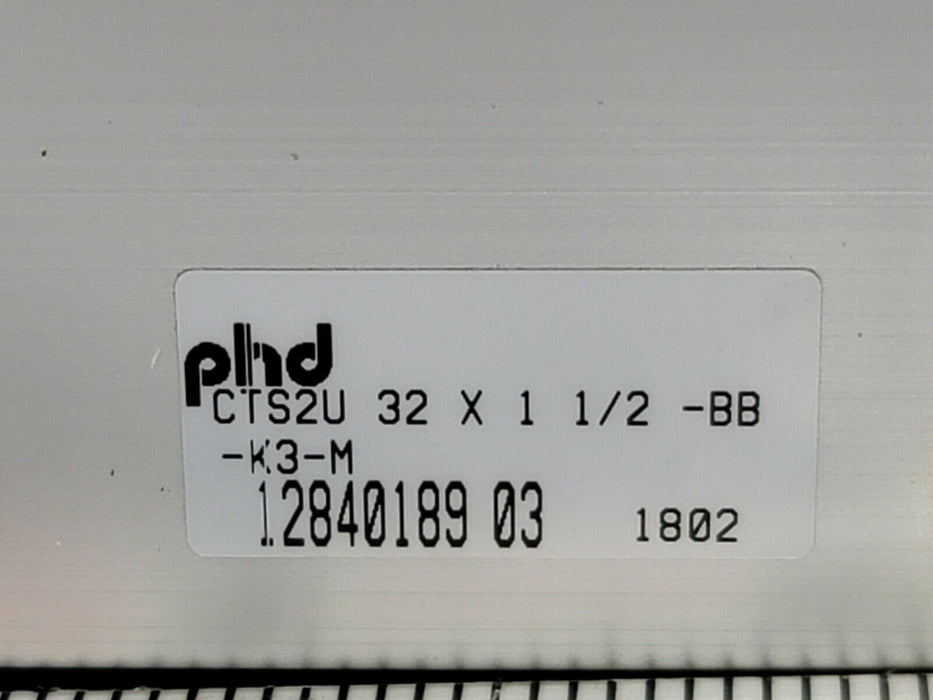 phd
CTS2U 32 X 1 1/2 -BB
-K3-M
12840189 03 1802